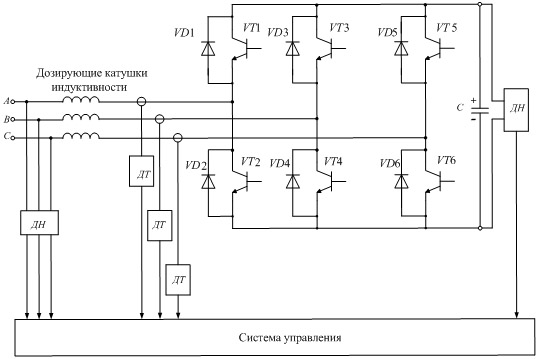 VD1 VT1 VD3 VT3 VD5 VT5
Дозирующие катушки
индуктивности
A
B
C
+
C
-
ДН
VD2 VT2 VD4 VT4 VD6 VT6
ДТ
ДН
ДТ
ДТ
Система управления